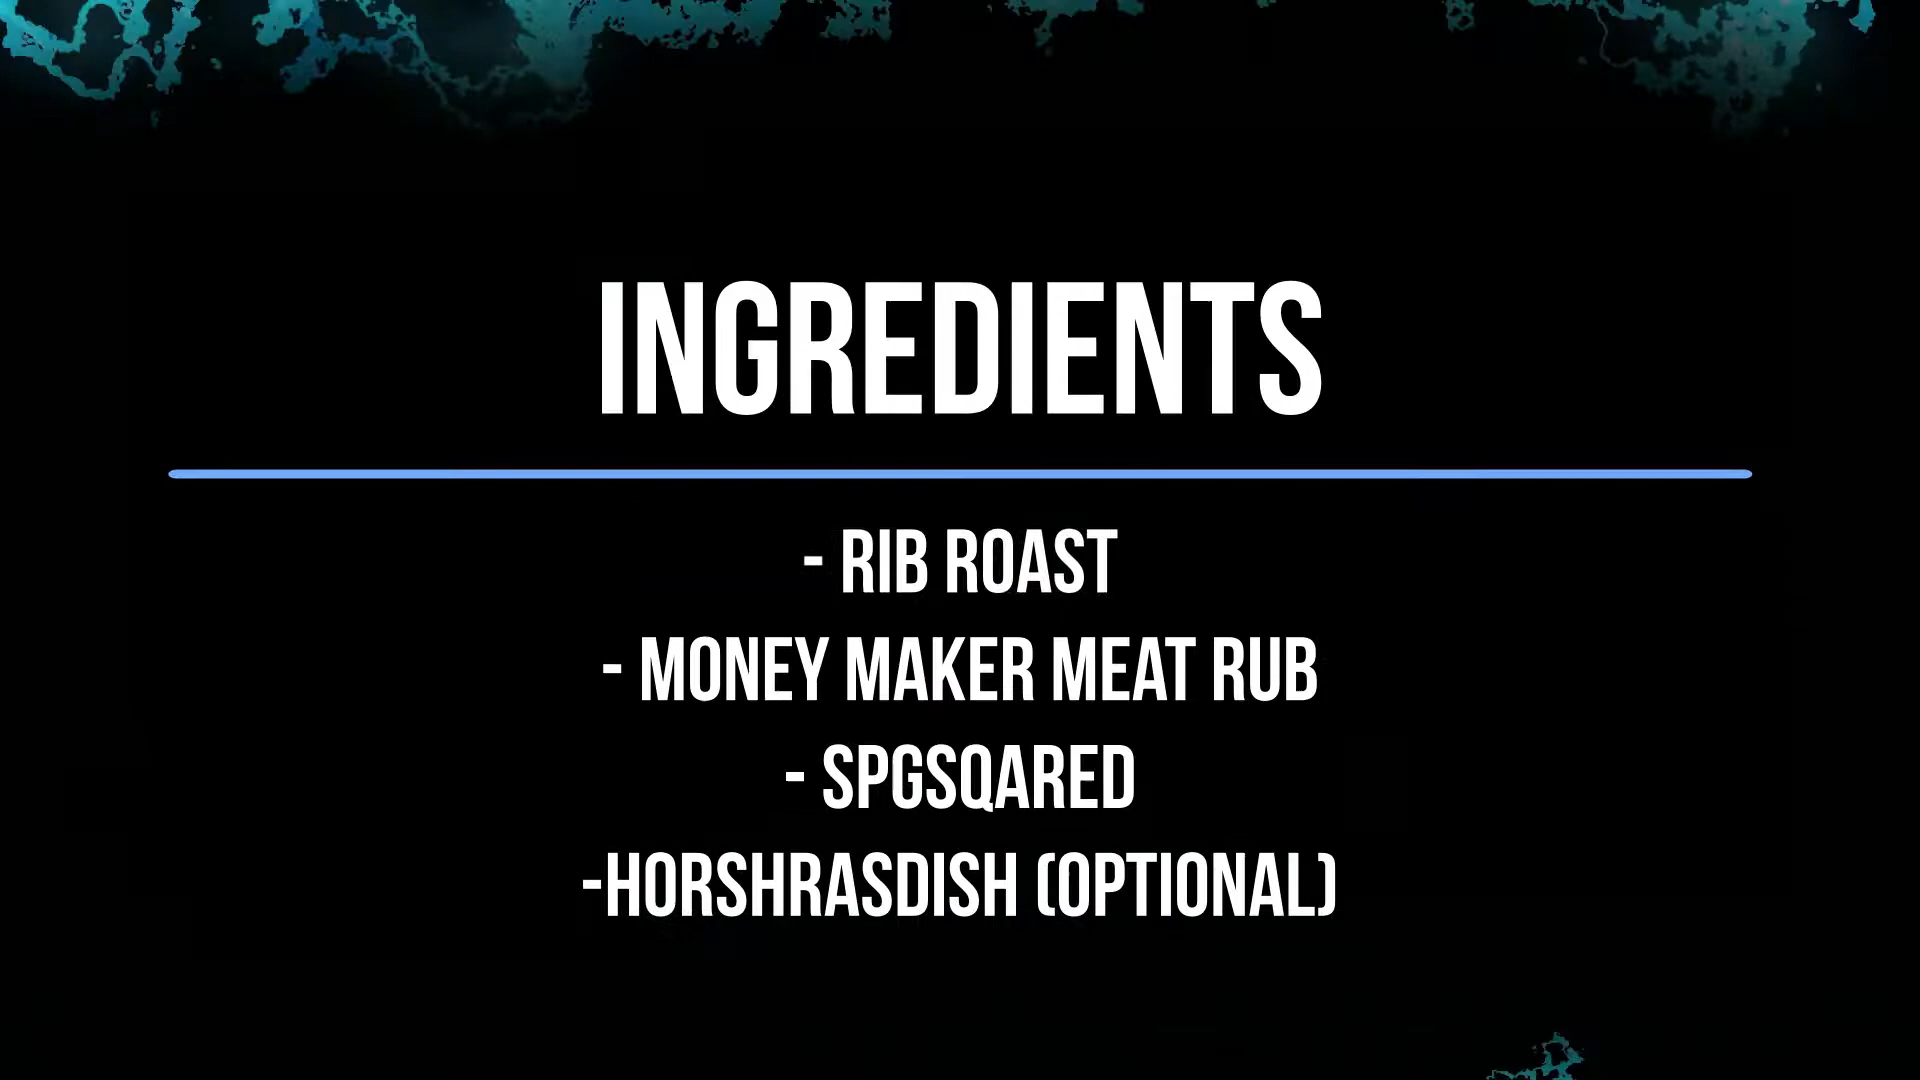 INGREDIENTS
- RIB ROAST
- MONEY MAKER MEAT RUB
- SPGSQARED
-HORSHRASDISH (OPTIONAL)